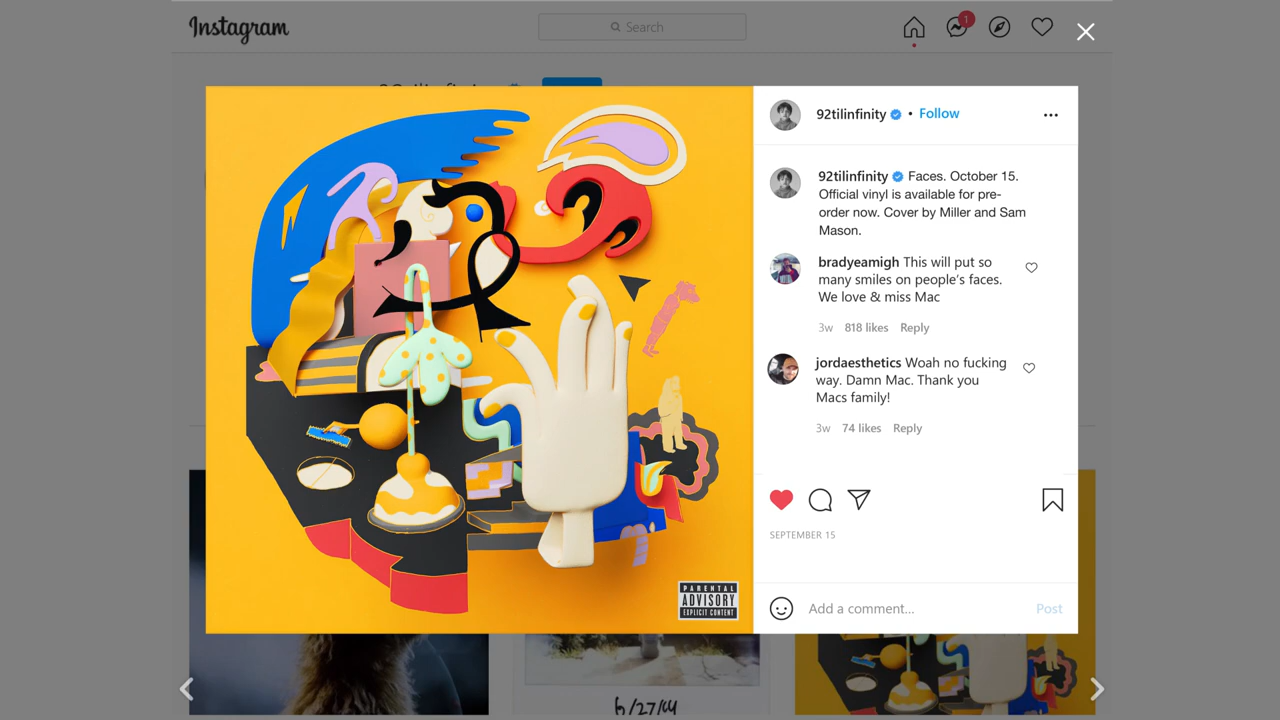 Instagram
Search
1
92tilinfinity • Follow
92tilinfinity Faces. October 15.
Official vinyl is available for pre-
order now. Cover by Miller and Sam
Mason.
bradyeamigh This will put so
many smiles on people's faces.
We love & miss Mac
3w 818 likes Reply
jordaesthetics Woah no fucking
way. Damn Mac. Thank you
Macs family!
3w 74 likes Reply
SEPTEMBER 15
Add a comment... Post
PARENTAL
ADVISORY
EXPLICIT CONTENT
6/27/14